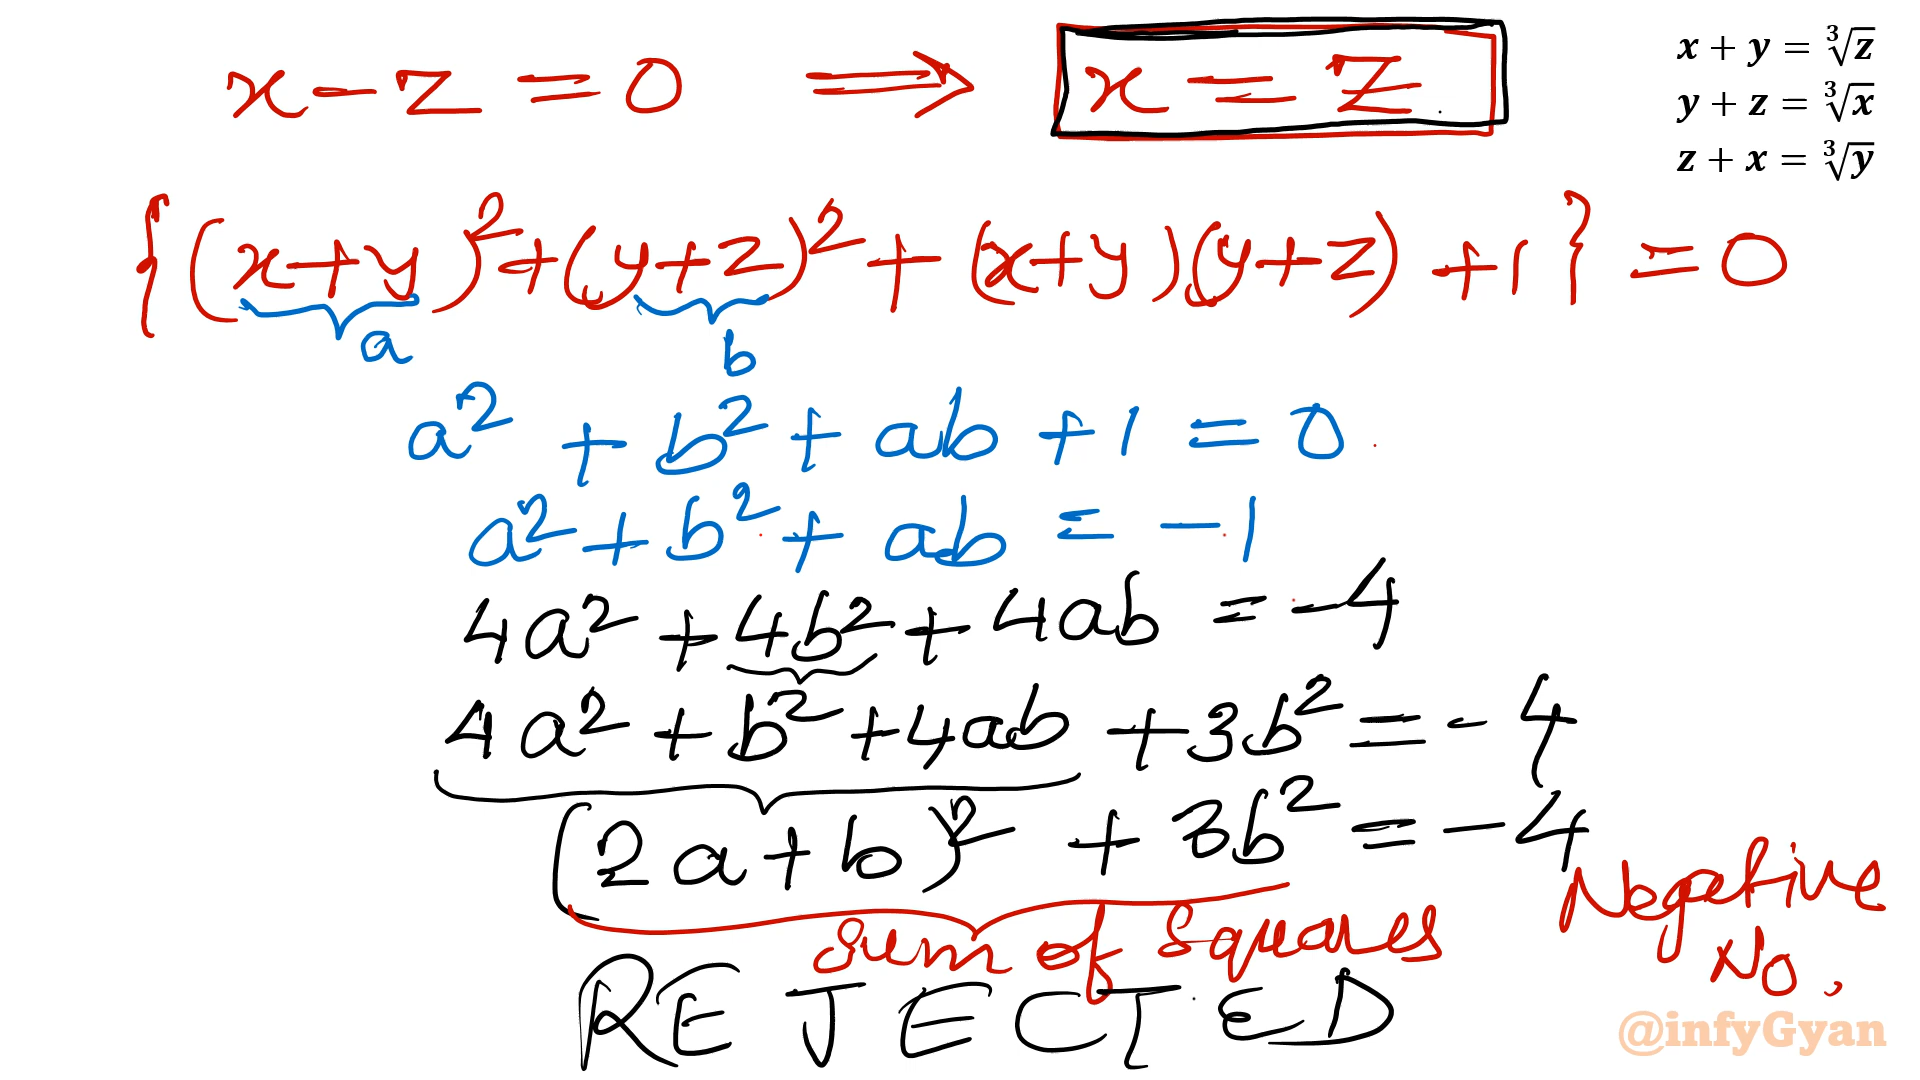 x - z = 0 ⟹ x = z
x + y = ∛z
y + z = ∛x
z + x = ∛y
{(x+y)² + (y+z)² + (x+y)(y+z) + 1} = 0
a b
a² + b² + ab + 1 = 0
a² + b² + ab = -1
4a² + 4b² + 4ab = -4
4a² + b² + 4ab + 3b² = -4
(2a + b)² + 3b² = -4
Negative No.
Sum of Squares
REJECTED
@infyGyan